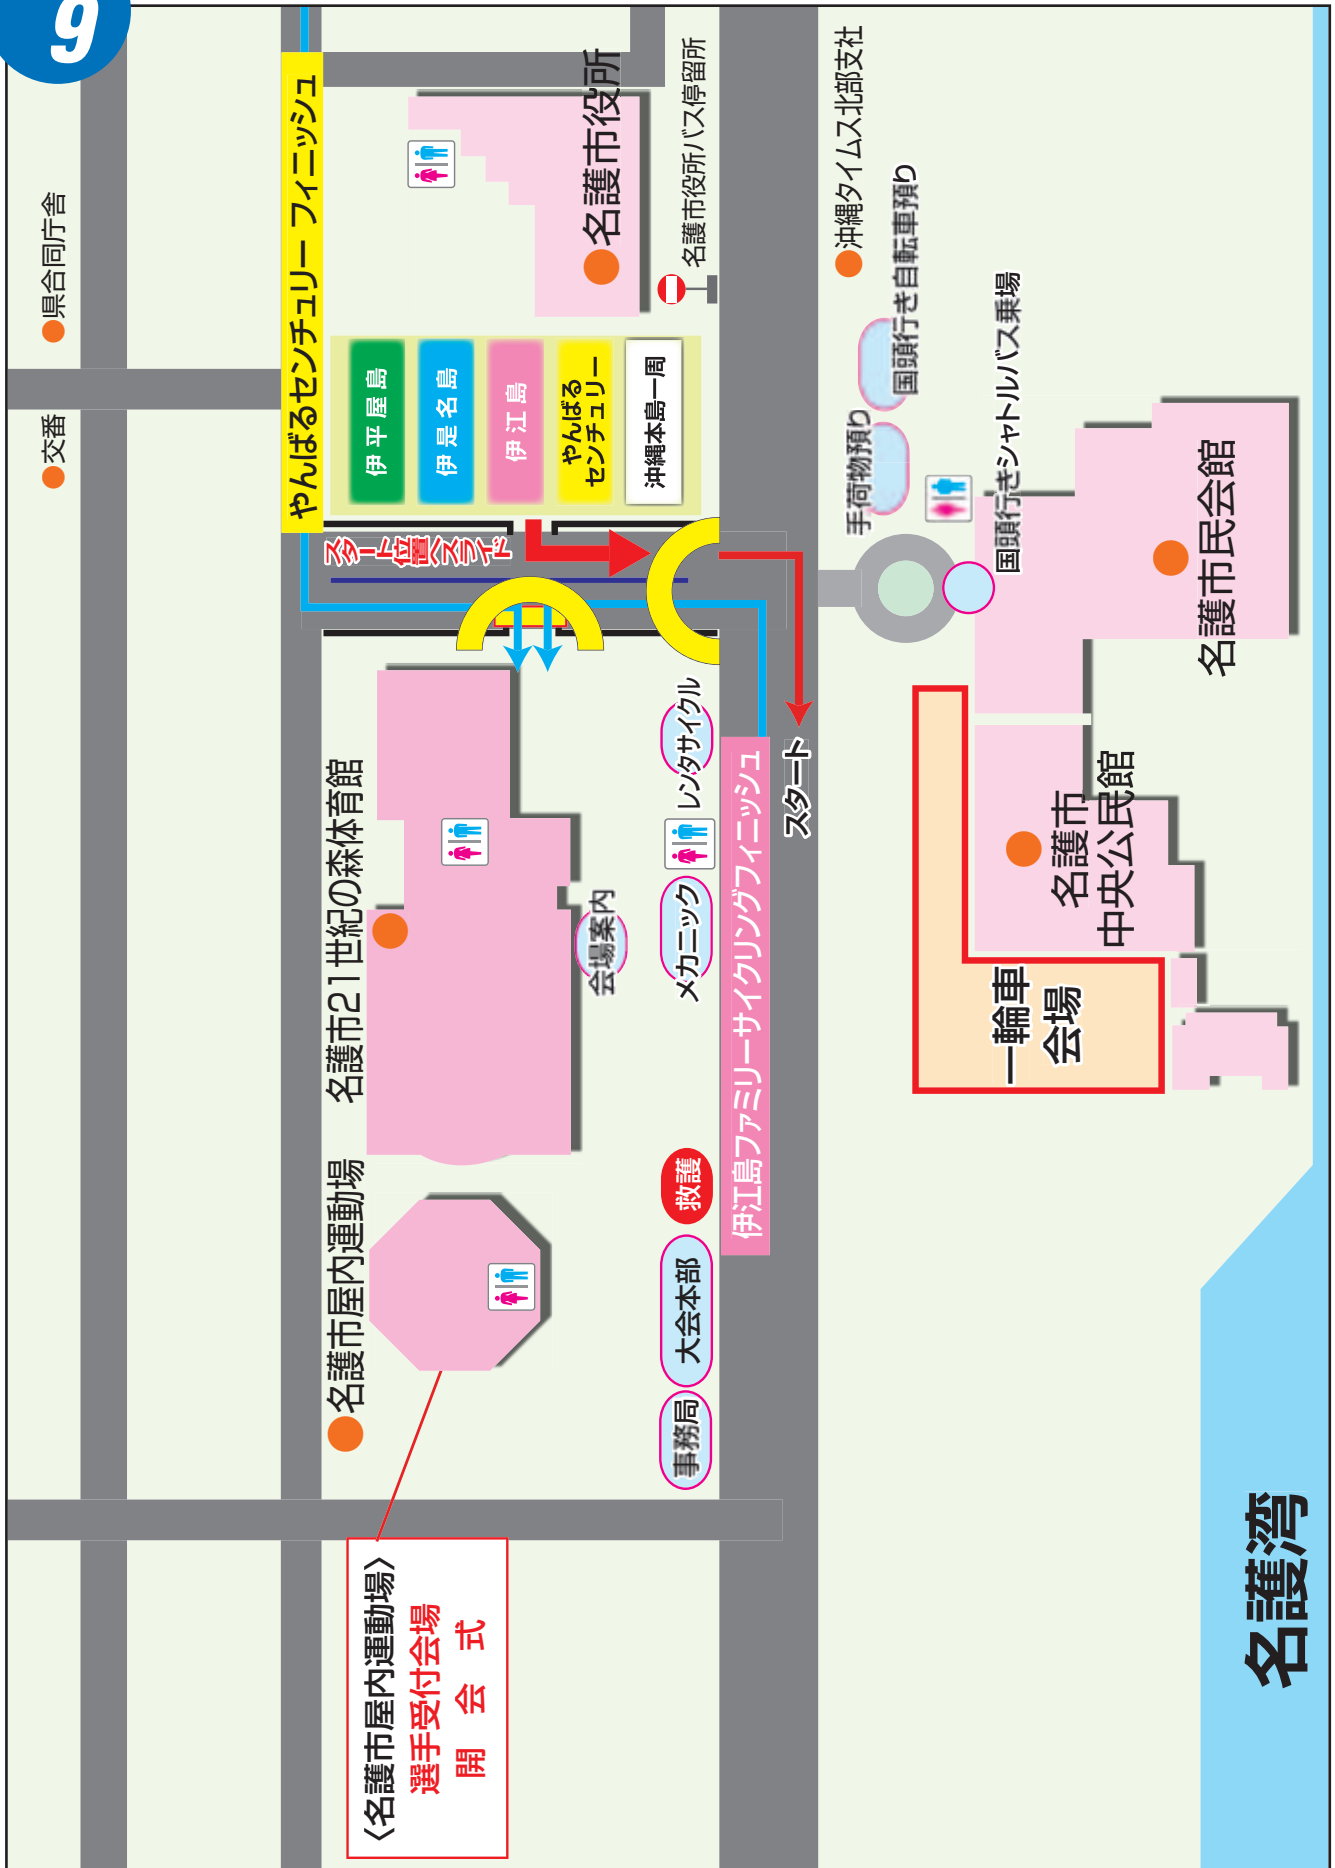 9
県合同庁舎
交番
やんばるセンチュリー フィニッシュ
名護市役所
名護市役所バス停留所
沖縄タイムス北部支社
伊平屋島
伊是名島
伊江島
やんばる
センチュリー
沖縄本島一周
スタート位置へスライド
手荷物預り
国頭行き自転車預り
国頭行きシャトルバス乗場
名護市民会館
名護市21世紀の森体育館
会場案内
レンタサイクル
メカニック
伊江島ファミリーサイクリングフィニッシュ
スタート
名護市
中央公民館
一輪車
会場
名護市屋内運動場
救護
大会本部
事務局
〈名護市屋内運動場〉
選手受付会場
開会式
名護湾